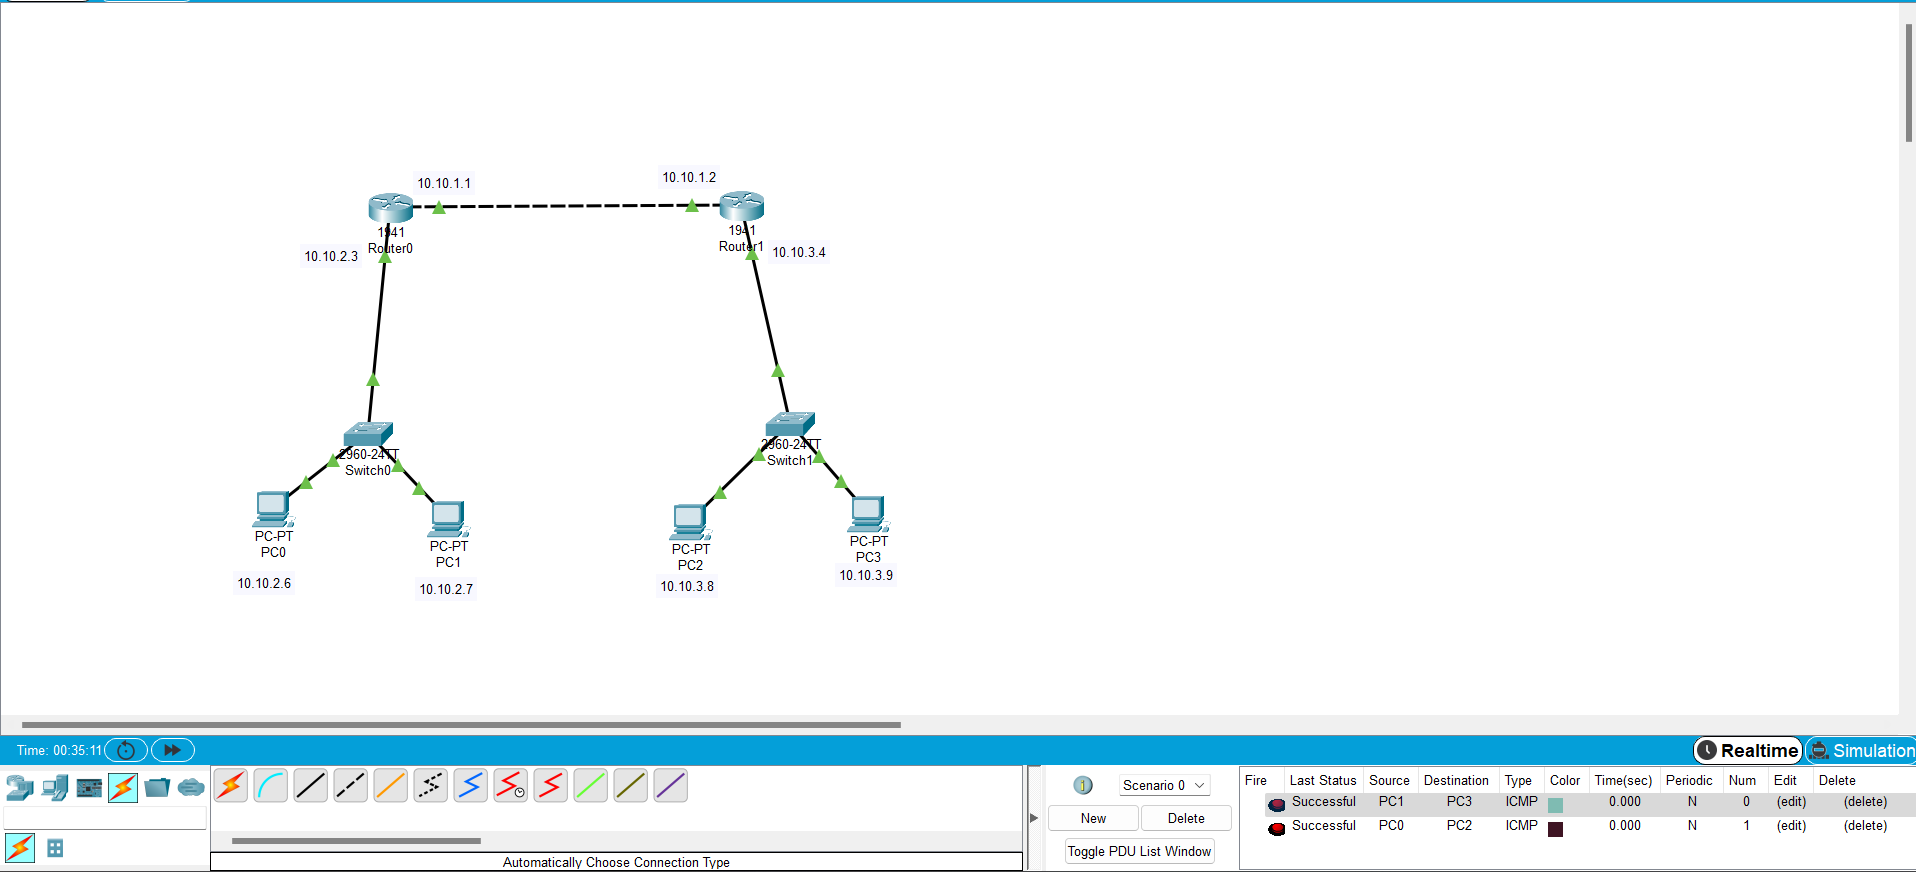 10.10.1.1
10.10.1.2
1941
Router0
1941
Router1
10.10.2.3
10.10.3.4
2960-24TT
Switch0
2960-24TT
Switch1
PC-PT
PC0
PC-PT
PC1
PC-PT
PC2
PC-PT
PC3
10.10.2.6
10.10.2.7
10.10.3.8
10.10.3.9
Time: 00:35:11
Realtime
Simulation
Scenario 0
New
Delete
Toggle PDU List Window
Automatically Choose Connection Type
Fire Last Status Source Destination Type Color Time(sec) Periodic Num Edit Delete
Successful PC1 PC3 ICMP 0.000 N 0 (edit) (delete)
Successful PC0 PC2 ICMP 0.000 N 1 (edit) (delete)